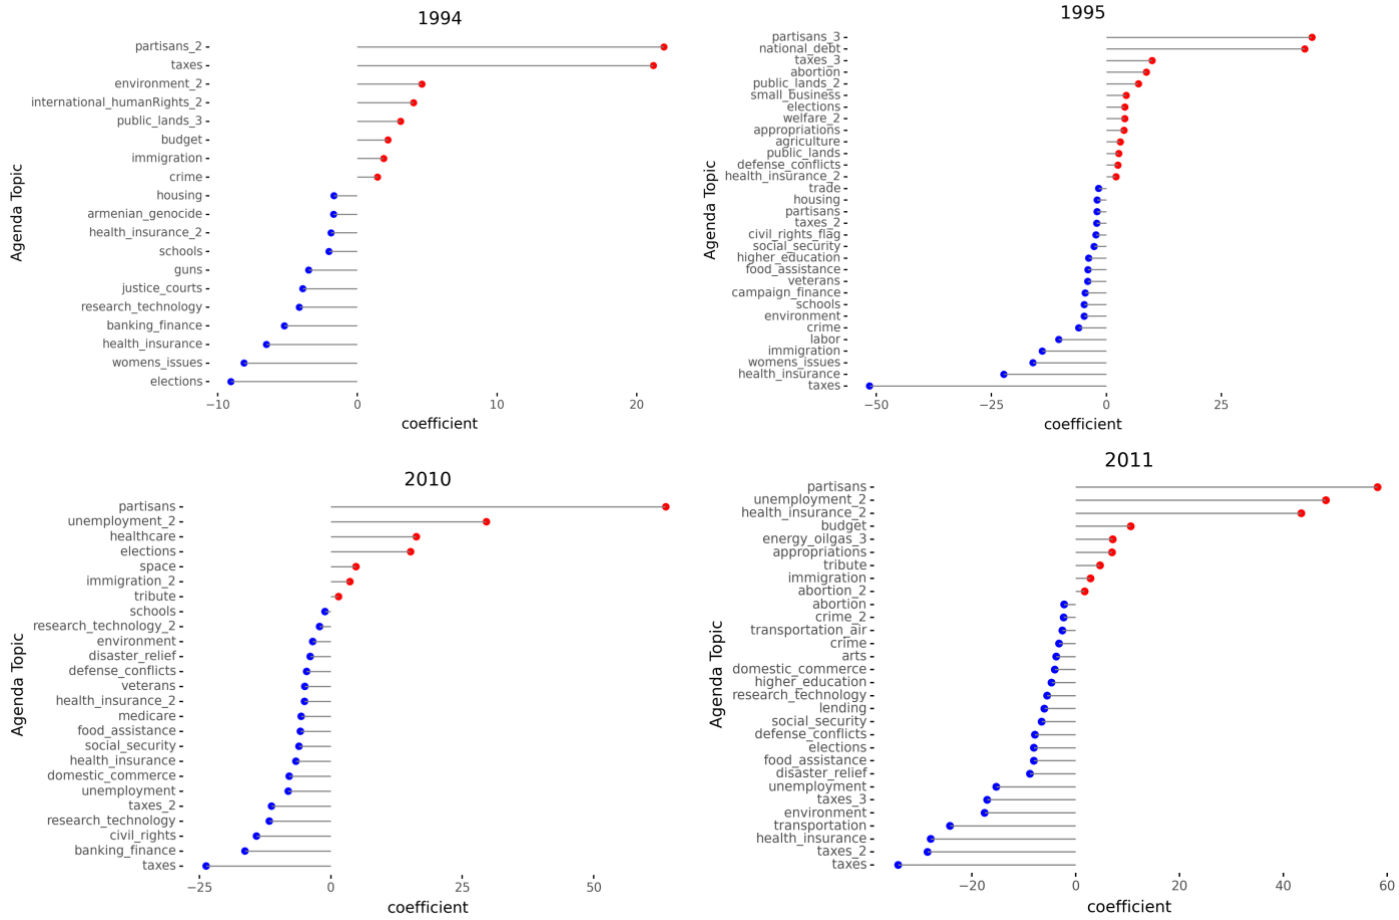 1994
Agenda Topic
partisans_2
taxes
environment_2
international_humanRights_2
public_lands_3
budget
immigration
crime
housing
armenian_genocide
health_insurance_2
schools
guns
justice_courts
research_technology
banking_finance
health_insurance
womens_issues
elections
−10 0 10 20
coefficient
1995
Agenda Topic
partisans_3
national_debt
taxes_3
abortion
public_lands_2
small_business
elections
welfare_2
appropriations
agriculture
public_lands
defense_conflicts
health_insurance_2
trade
housing
partisans
taxes_2
civil_rights_flag
social_security
higher_education
food_assistance
veterans
campaign_finance
schools
environment
crime
labor
immigration
womens_issues
health_insurance
taxes
−50 −25 0 25
coefficient
2010
Agenda Topic
partisans
unemployment_2
healthcare
elections
space
immigration_2
tribute
schools
research_technology_2
environment
disaster_relief
defense_conflicts
veterans
health_insurance_2
medicare
food_assistance
social_security
health_insurance
domestic_commerce
unemployment
taxes_2
research_technology
civil_rights
banking_finance
taxes
−25 0 25 50
coefficient
2011
Agenda Topic
partisans
unemployment_2
health_insurance_2
budget
energy_oilgas_3
appropriations
tribute
immigration
abortion_2
abortion
crime_2
transportation_air
crime
arts
domestic_commerce
higher_education
research_technology
lending
social_security
defense_conflicts
elections
food_assistance
disaster_relief
unemployment
taxes_3
environment
transportation
health_insurance
taxes_2
taxes
−20 0 20 40 60
coefficient